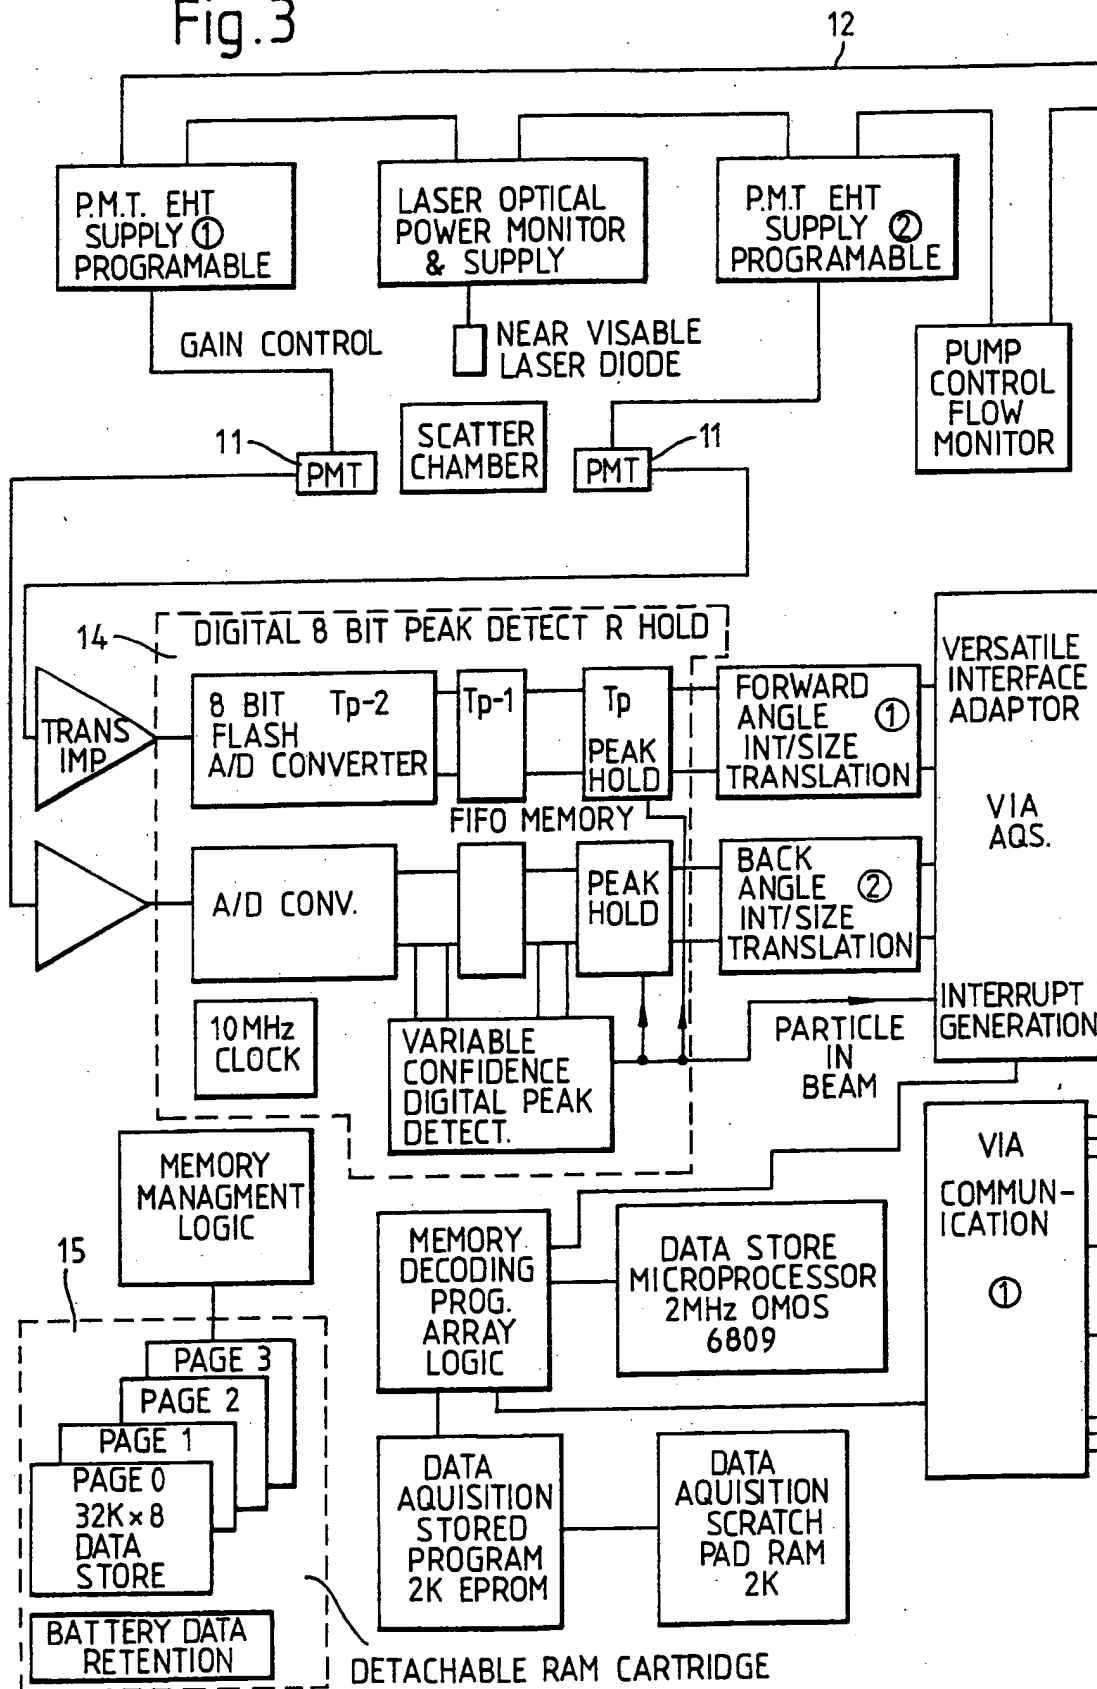 Fig.3
12
P.M.T. EHT
SUPPLY ①
PROGRAMABLE
LASER OPTICAL
POWER MONITOR
& SUPPLY
P.M.T EHT
SUPPLY ②
PROGRAMABLE
GAIN CONTROL
NEAR VISABLE
LASER DIODE
PUMP
CONTROL
FLOW
MONITOR
11
PMT
SCATTER
CHAMBER
11
PMT
14
DIGITAL 8 BIT PEAK DETECT R HOLD
TRANS
IMP
8 BIT Tp-2
FLASH
A/D CONVERTER
Tp-1
Tp
PEAK
HOLD
FORWARD
ANGLE ①
INT/SIZE
TRANSLATION
VERSATILE
INTERFACE
ADAPTOR
VIA
AQS.
INTERRUPT
GENERATION
FIFO MEMORY
A/D CONV.
PEAK
HOLD
BACK
ANGLE ②
INT/SIZE
TRANSLATION
10MHz
CLOCK
VARIABLE
CONFIDENCE
DIGITAL PEAK
DETECT.
PARTICLE
IN
BEAM
MEMORY
MANAGMENT
LOGIC
15
MEMORY
DECODING
PROG.
ARRAY
LOGIC
DATA STORE
MICROPROCESSOR
2MHz OMOS
6809
VIA
COMMUN-
ICATION
①
PAGE 3
PAGE 2
PAGE 1
PAGE 0
32K×8
DATA
STORE
BATTERY DATA
RETENTION
DATA
AQUISITION
STORED
PROGRAM
2K EPROM
DATA
AQUISITION
SCRATCH
PAD RAM
2K
DETACHABLE RAM CARTRIDGE